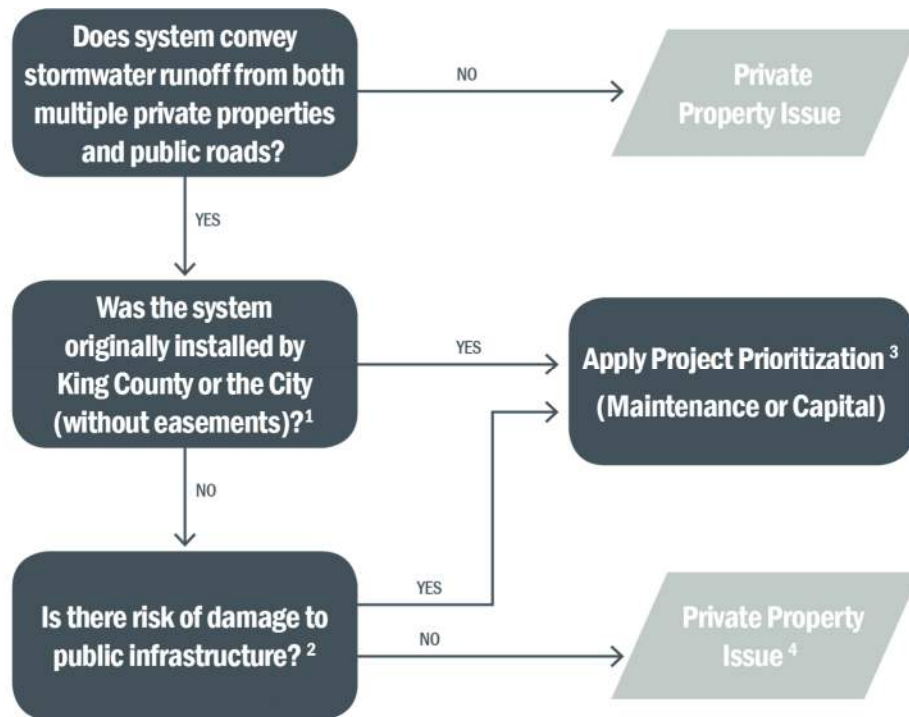 Does system convey
stormwater runoff from both
multiple private properties
and public roads?
NO
Private
Property Issue
YES
Was the system
originally installed by
King County or the City
(without easements)?1
YES
Apply Project Prioritization 3
(Maintenance or Capital)
NO
Is there risk of damage to
public infrastructure? 2
YES
NO
Private Property
Issue 4